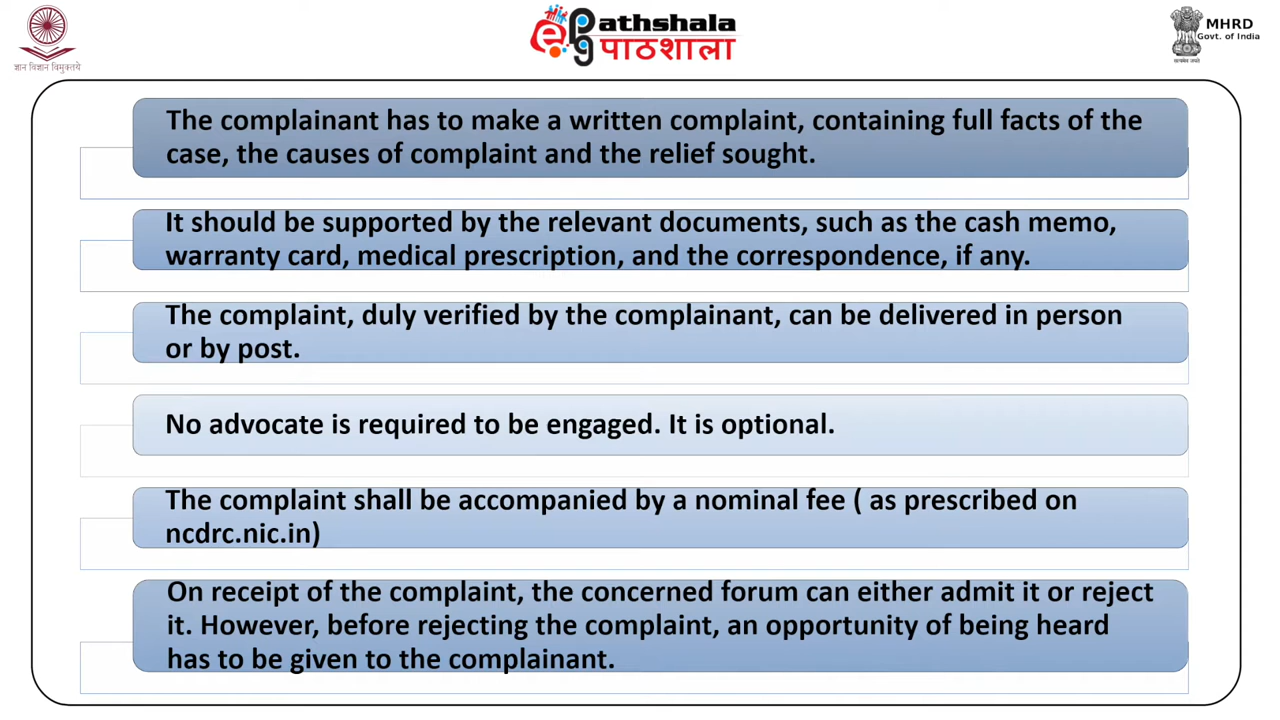 ज्ञान विज्ञान विमुक्तये
ePathshala
पाठशाला
MHRD
Govt. of India
सत्यमेव जयते
The complainant has to make a written complaint, containing full facts of the
case, the causes of complaint and the relief sought.
It should be supported by the relevant documents, such as the cash memo,
warranty card, medical prescription, and the correspondence, if any.
The complaint, duly verified by the complainant, can be delivered in person
or by post.
No advocate is required to be engaged. It is optional.
The complaint shall be accompanied by a nominal fee ( as prescribed on
ncdrc.nic.in)
On receipt of the complaint, the concerned forum can either admit it or reject
it. However, before rejecting the complaint, an opportunity of being heard
has to be given to the complainant.